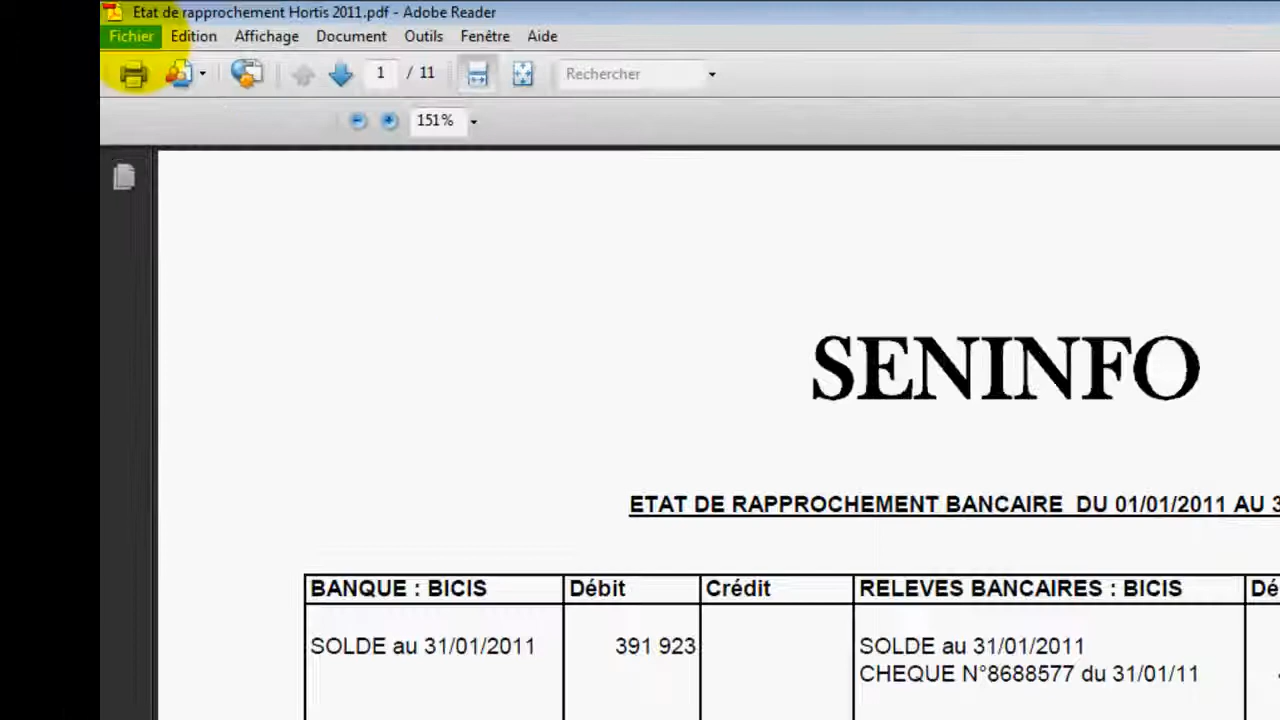 Etat de rapprochement Hortis 2011.pdf - Adobe Reader
Fichier Edition Affichage Document Outils Fenêtre Aide
1 / 11 Rechercher
151%
SENINFO
ETAT DE RAPPROCHEMENT BANCAIRE DU 01/01/2011 AU 3
BANQUE : BICIS Débit Crédit RELEVES BANCAIRES : BICIS Dé
SOLDE au 31/01/2011 391 923 SOLDE au 31/01/2011
CHEQUE N°8688577 du 31/01/11